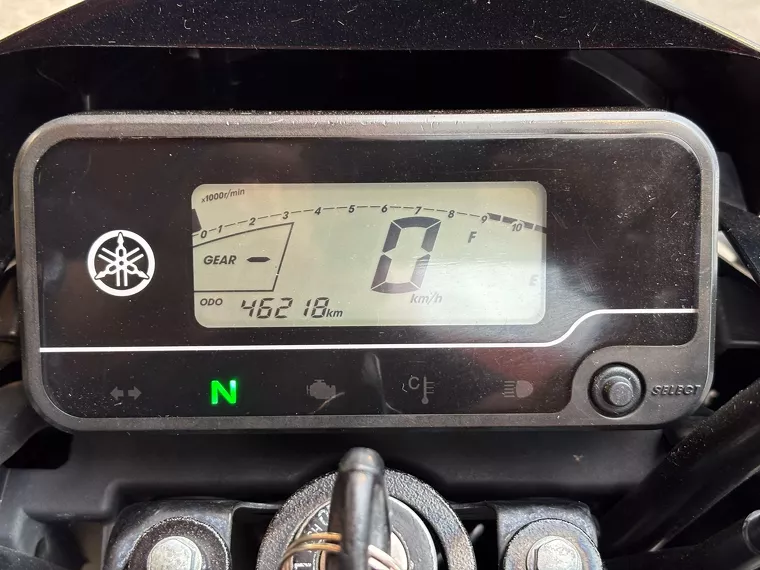 x1000r/min
0 1 2 3 4 5 6 7 8 9 10
GEAR -
0
F
E
km/h
ODO 46218km
N
°C
SELECT